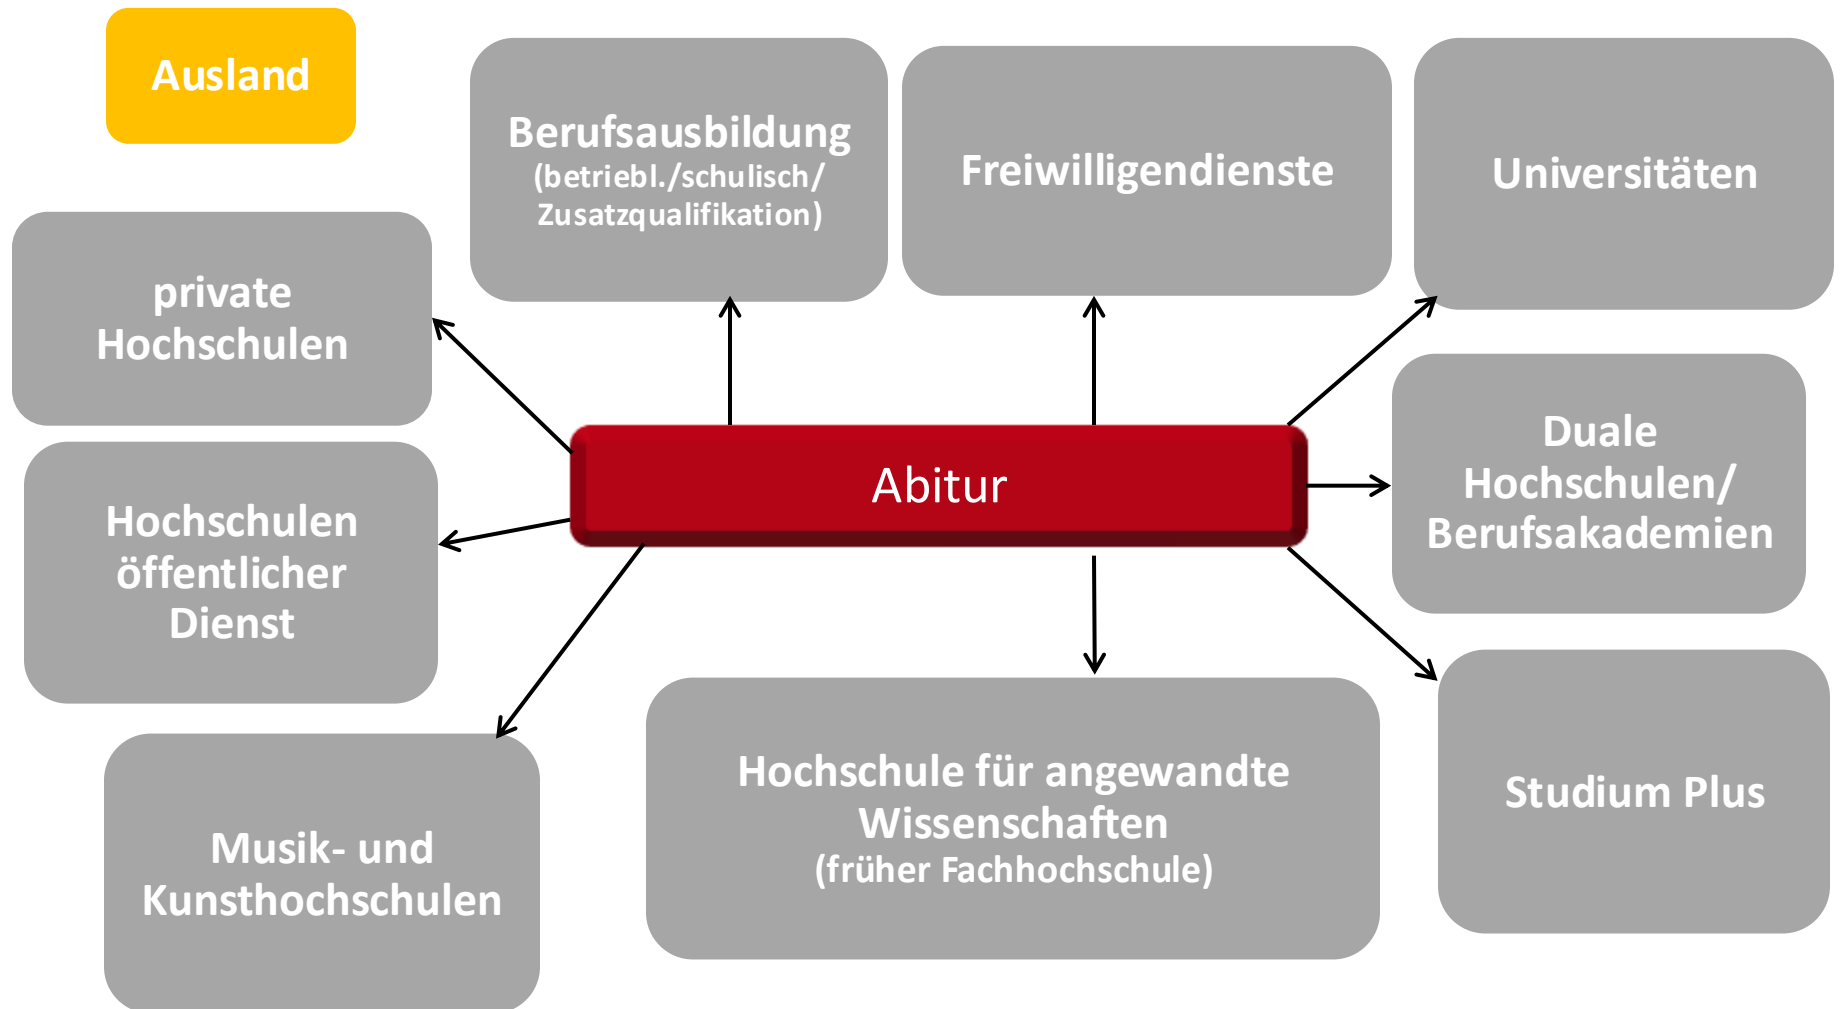 Ausland
Berufsausbildung
(betriebl./schulisch/
Zusatzqualifikation)
Freiwilligendienste
Universitäten
private
Hochschulen
Abitur
Duale
Hochschulen/
Berufsakademien
Hochschulen
öffentlicher
Dienst
Musik- und
Kunsthochschulen
Hochschule für angewandte
Wissenschaften
(früher Fachhochschule)
Studium Plus